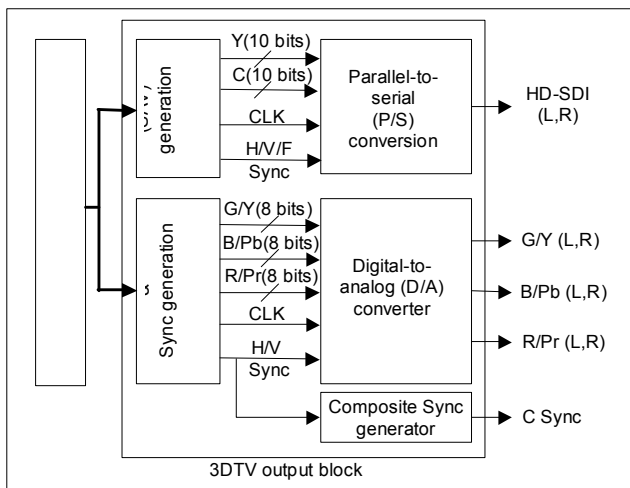 Y(10 bits)
C(10 bits)
CLK
H/V/F
Sync
generation
Parallel-to-
serial
(P/S)
conversion
HD-SDI
(L,R)
G/Y(8 bits)
B/Pb(8 bits)
R/Pr(8 bits)
CLK
H/V
Sync
Sync generation
Digital-to-
analog (D/A)
converter
G/Y (L,R)
B/Pb (L,R)
R/Pr (L,R)
Composite Sync
generator
C Sync
3DTV output block